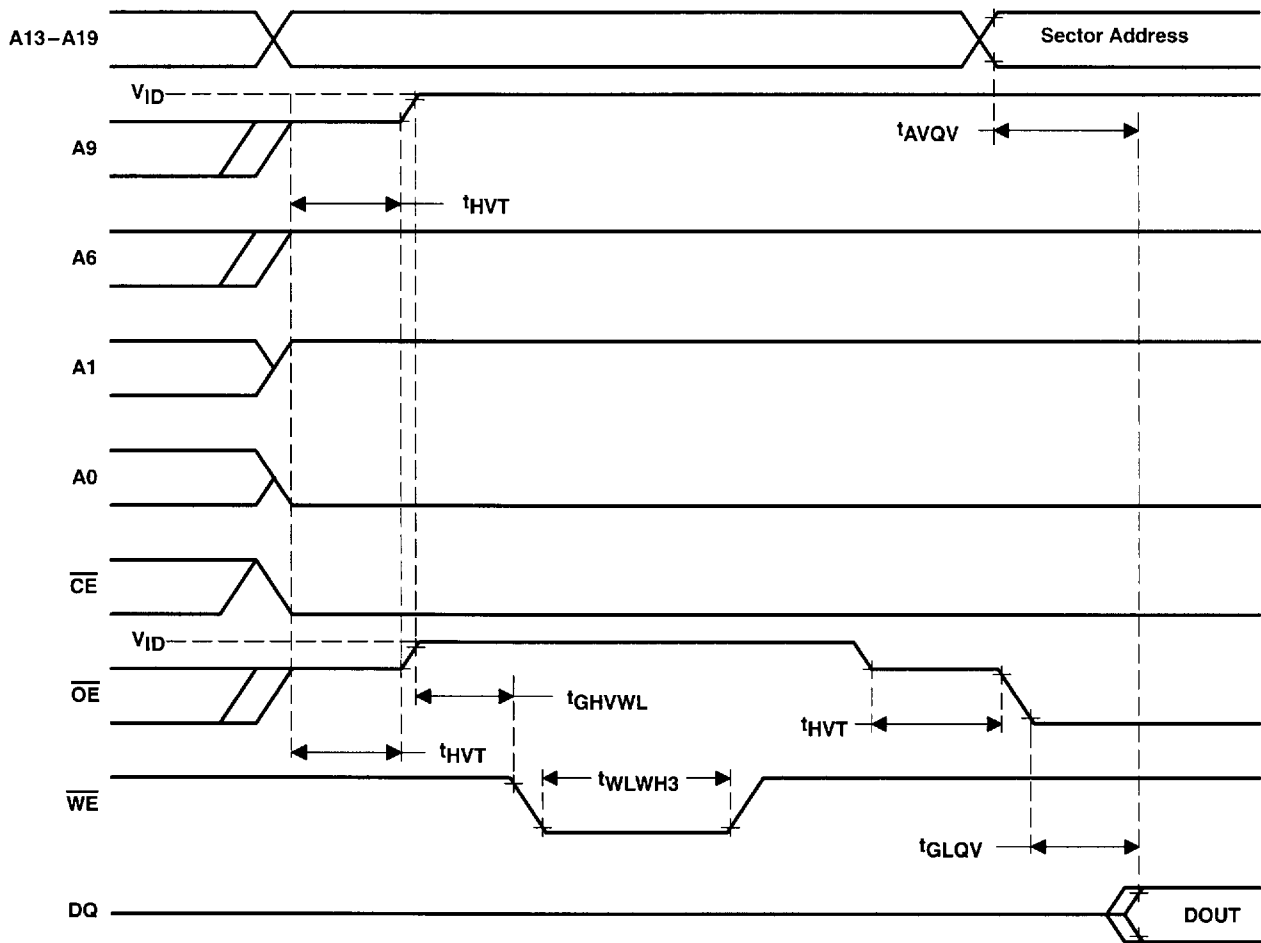 A13–A19
Sector Address
VID
A9
tAVQV
tHVT
A6
A1
A0
CE
VID
OE
tGHVWL
tHVT
tHVT
WE
tWLWH3
tGLQV
DQ
DOUT